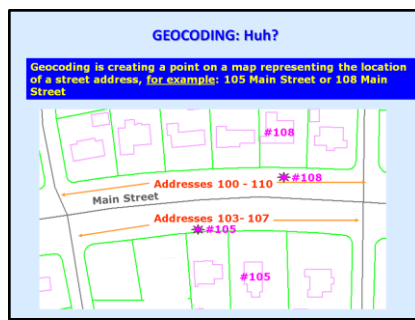 GEOCODING: Huh?
Geocoding is creating a point on a map representing the location
of a street address, for example: 105 Main Street or 108 Main
Street
#108
#108
Addresses 100 - 110
Main Street
Addresses 103- 107
#105
#105